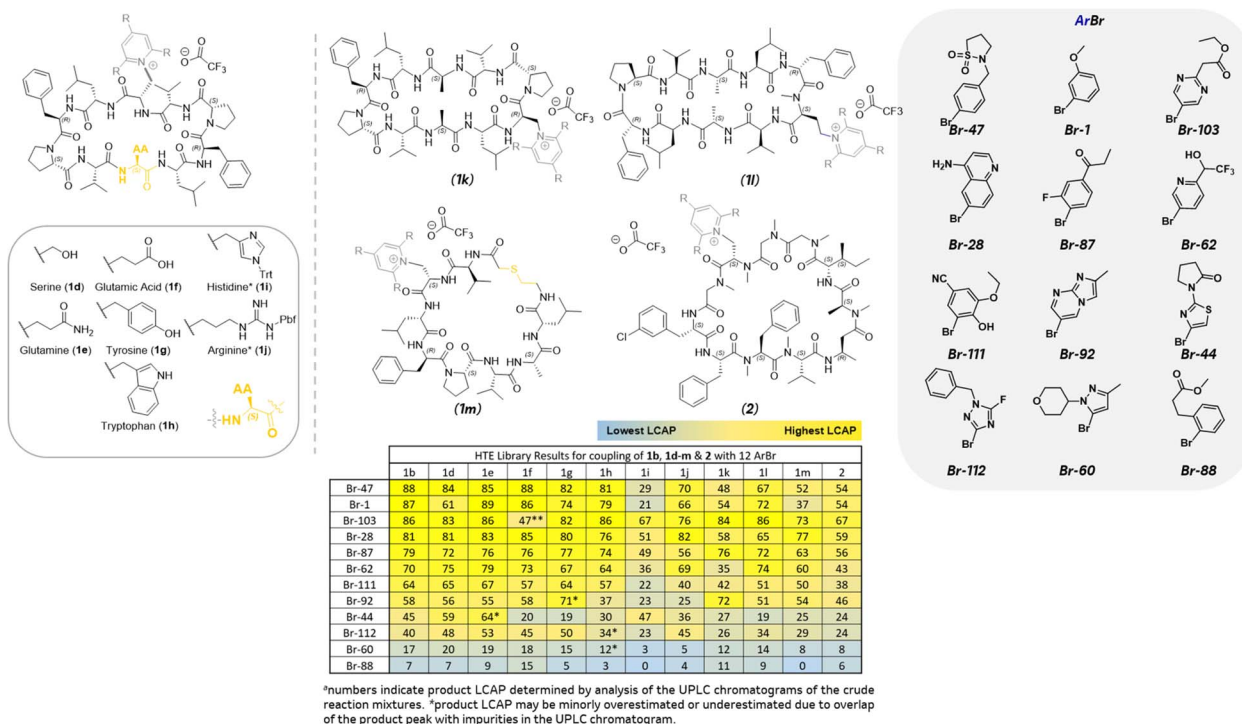 Serine (1d)
Glutamic Acid (1f)
Histidine* (1i)
Glutamine (1e)
Tyrosine (1g)
Arginine* (1j)
Tryptophan (1h)
AA
(1k)
(1l)
(1m)
(2)
ArBr
Br-47
Br-1
Br-103
Br-28
Br-87
Br-62
Br-111
Br-92
Br-44
Br-112
Br-60
Br-88
Lowest LCAP Highest LCAP
HTE Library Results for coupling of 1b, 1d-m & 2 with 12 ArBr
1b 1d 1e 1f 1g 1h 1i 1j 1k 1l 1m 2
Br-47 88 84 85 88 82 81 29 70 48 67 52 54
Br-1 87 61 89 86 74 79 21 66 54 72 37 54
Br-103 86 83 86 47** 82 86 67 76 84 86 73 67
Br-28 81 81 83 85 80 76 51 82 58 65 77 59
Br-87 79 72 76 76 77 74 49 56 76 72 63 56
Br-62 70 75 79 73 67 64 36 69 35 74 60 43
Br-111 64 65 67 57 64 57 22 40 42 51 50 38
Br-92 58 56 55 58 71* 37 23 25 72 51 54 46
Br-44 45 59 64* 20 19 30 47 36 27 19 25 24
Br-112 40 48 53 45 50 34* 23 45 26 34 29 24
Br-60 17 20 19 18 15 12* 3 5 12 14 8 8
Br-88 7 7 9 15 5 3 0 4 11 9 0 6
ᵃnumbers indicate product LCAP determined by analysis of the UPLC chromatograms of the crude
reaction mixtures. *product LCAP may be minorly overestimated or underestimated due to overlap
of the product peak with impurities in the UPLC chromatogram.